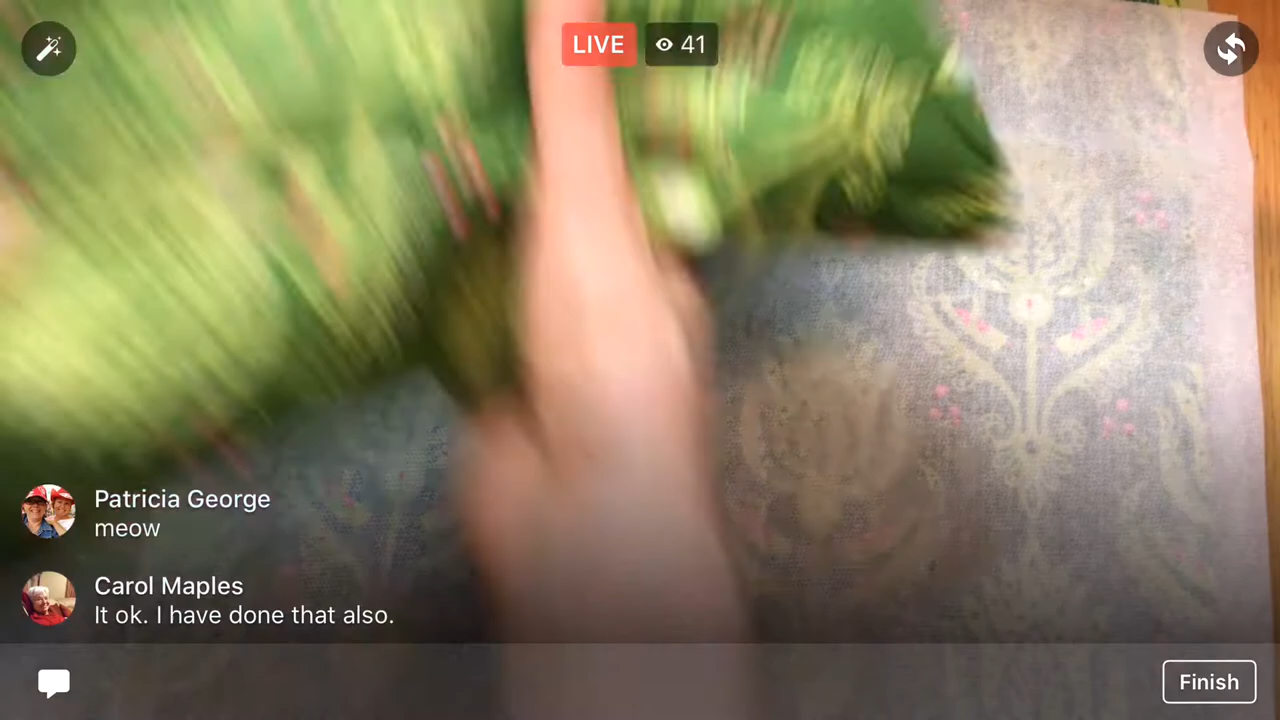 LIVE 41
Patricia George
meow
Carol Maples
It ok. I have done that also.
Finish